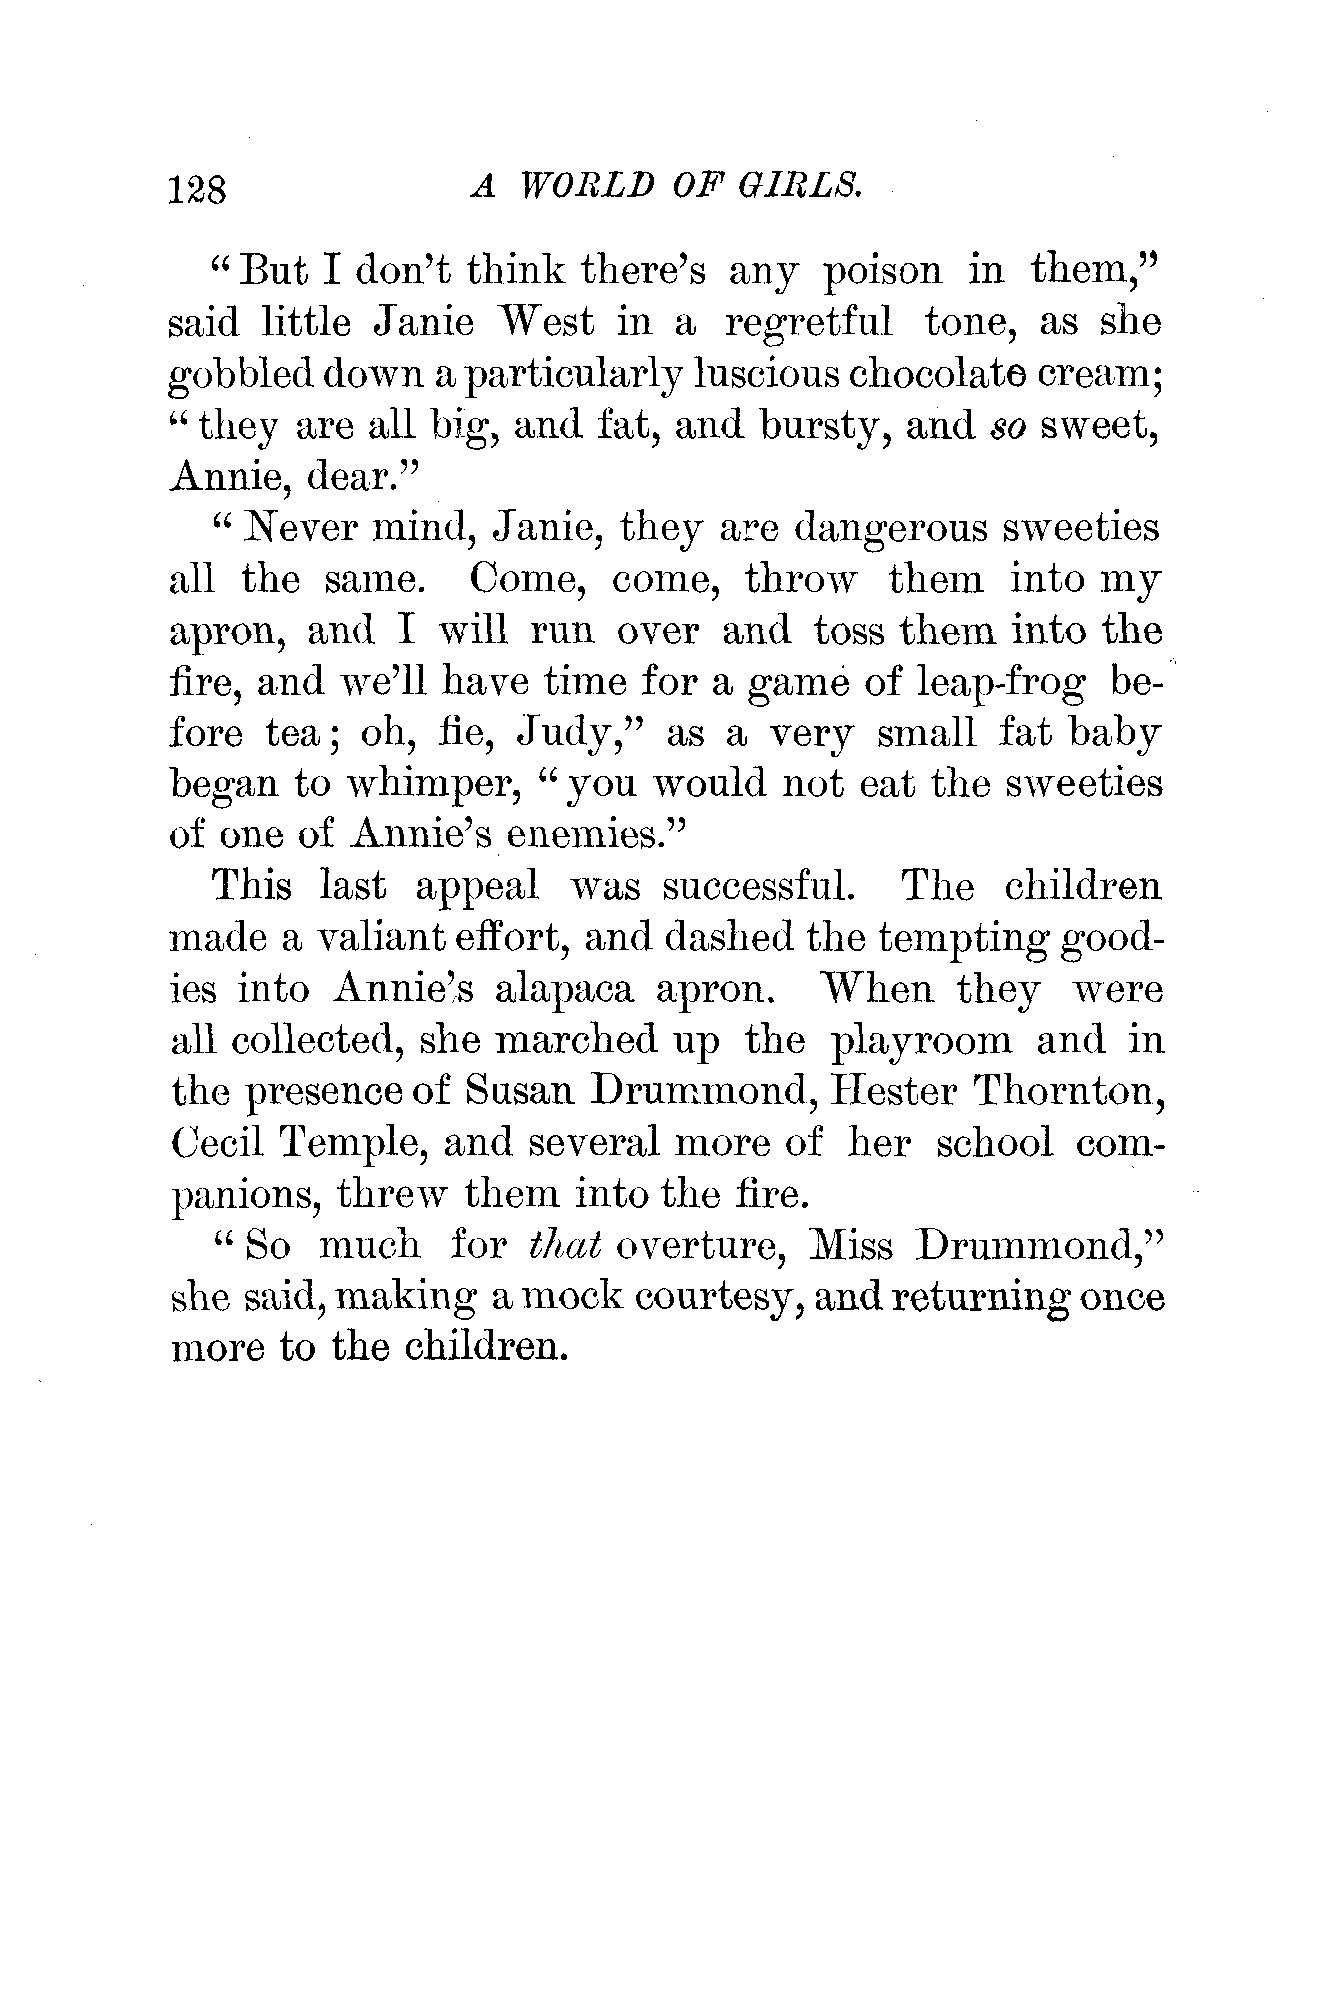 128 A WORLD OF GIRLS.
“But I don’t think there’s any poison in them,”
said little Janie West in a regretful tone, as she
gobbled down a particularly luscious chocolate cream;
“they are all big, and fat, and bursty, and so sweet,
Annie, dear.”
“Never mind, Janie, they are dangerous sweeties
all the same. Come, come, throw them into my
apron, and I will run over and toss them into the
fire, and we’ll have time for a game of leap-frog be-
fore tea; oh, fie, Judy,” as a very small fat baby
began to whimper, “you would not eat the sweeties
of one of Annie’s enemies.”
This last appeal was successful. The children
made a valiant effort, and dashed the tempting good-
ies into Annie’s alapaca apron. When they were
all collected, she marched up the playroom and in
the presence of Susan Drummond, Hester Thornton,
Cecil Temple, and several more of her school com-
panions, threw them into the fire.
“So much for that overture, Miss Drummond,”
she said, making a mock courtesy, and returning once
more to the children.